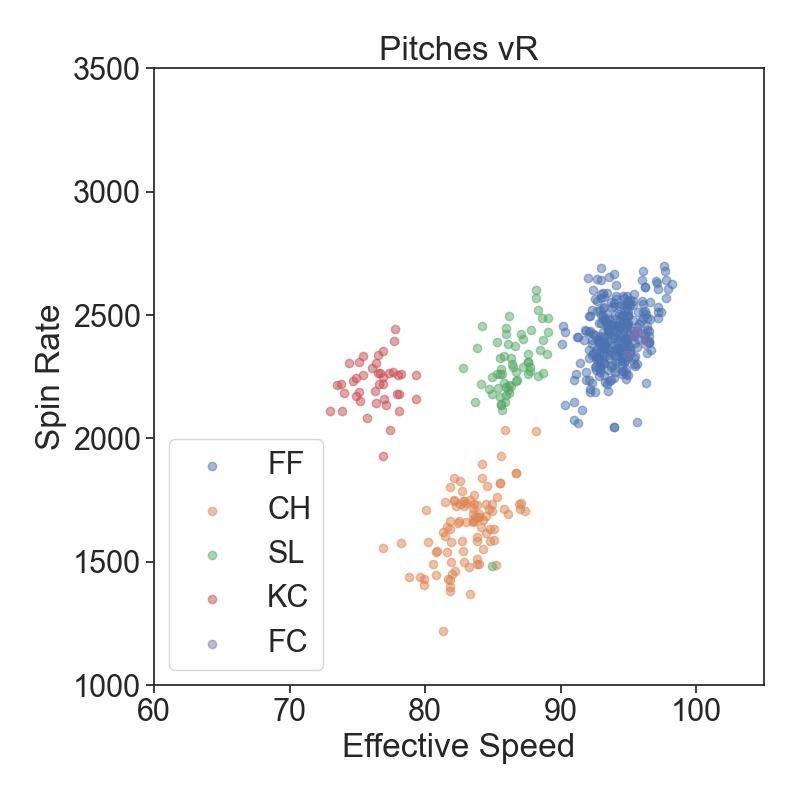 Pitches vR
3500
3000
2500
2000
1500
1000
Spin Rate
FF
CH
SL
KC
FC
60 70 80 90 100
Effective Speed